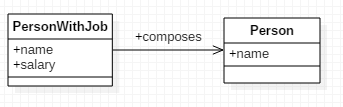 PersonWithJob
+name
+salary
+composes
Person
+name